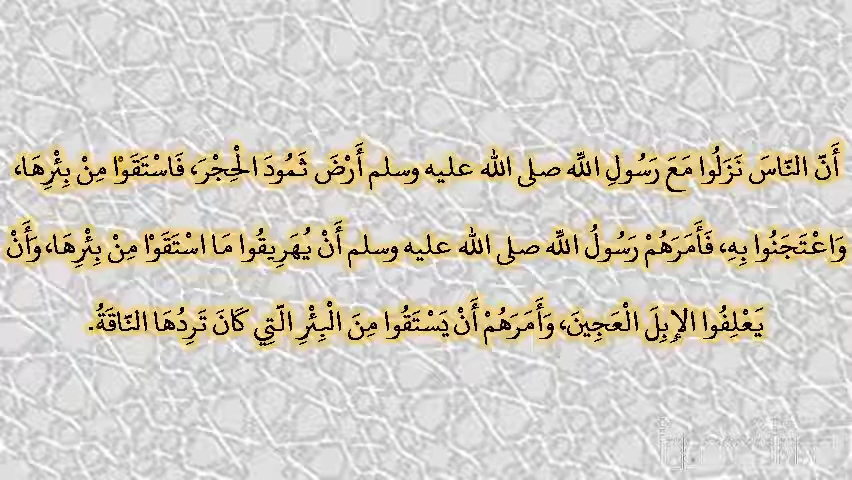 أَنَّ النَّاسَ نَزَلُوا مَعَ رَسُولِ اللَّه صلى الله عليه وسلم أَرْضَ ثَمُودَ الْحِجْرَ، فَاسْتَقَوْا مِنْ بِئْرِهَا،
وَاعْتَجَنُوا بِهِ، فَأَمَرَهُمْ رَسُولُ اللَّه صلى الله عليه وسلم أَنْ يُهَرِيقُوا مَا اسْتَقَوْا مِنْ بِئْرِهَا، وَأَنْ
يَعْلِفُوا الإِبِلَ الْعَجِينَ، وَأَمَرَهُمْ أَنْ يَسْتَقُوا مِنَ الْبِئْرِ الَّتِي كَانَ تَرِدُهَا النَّاقَةُ.